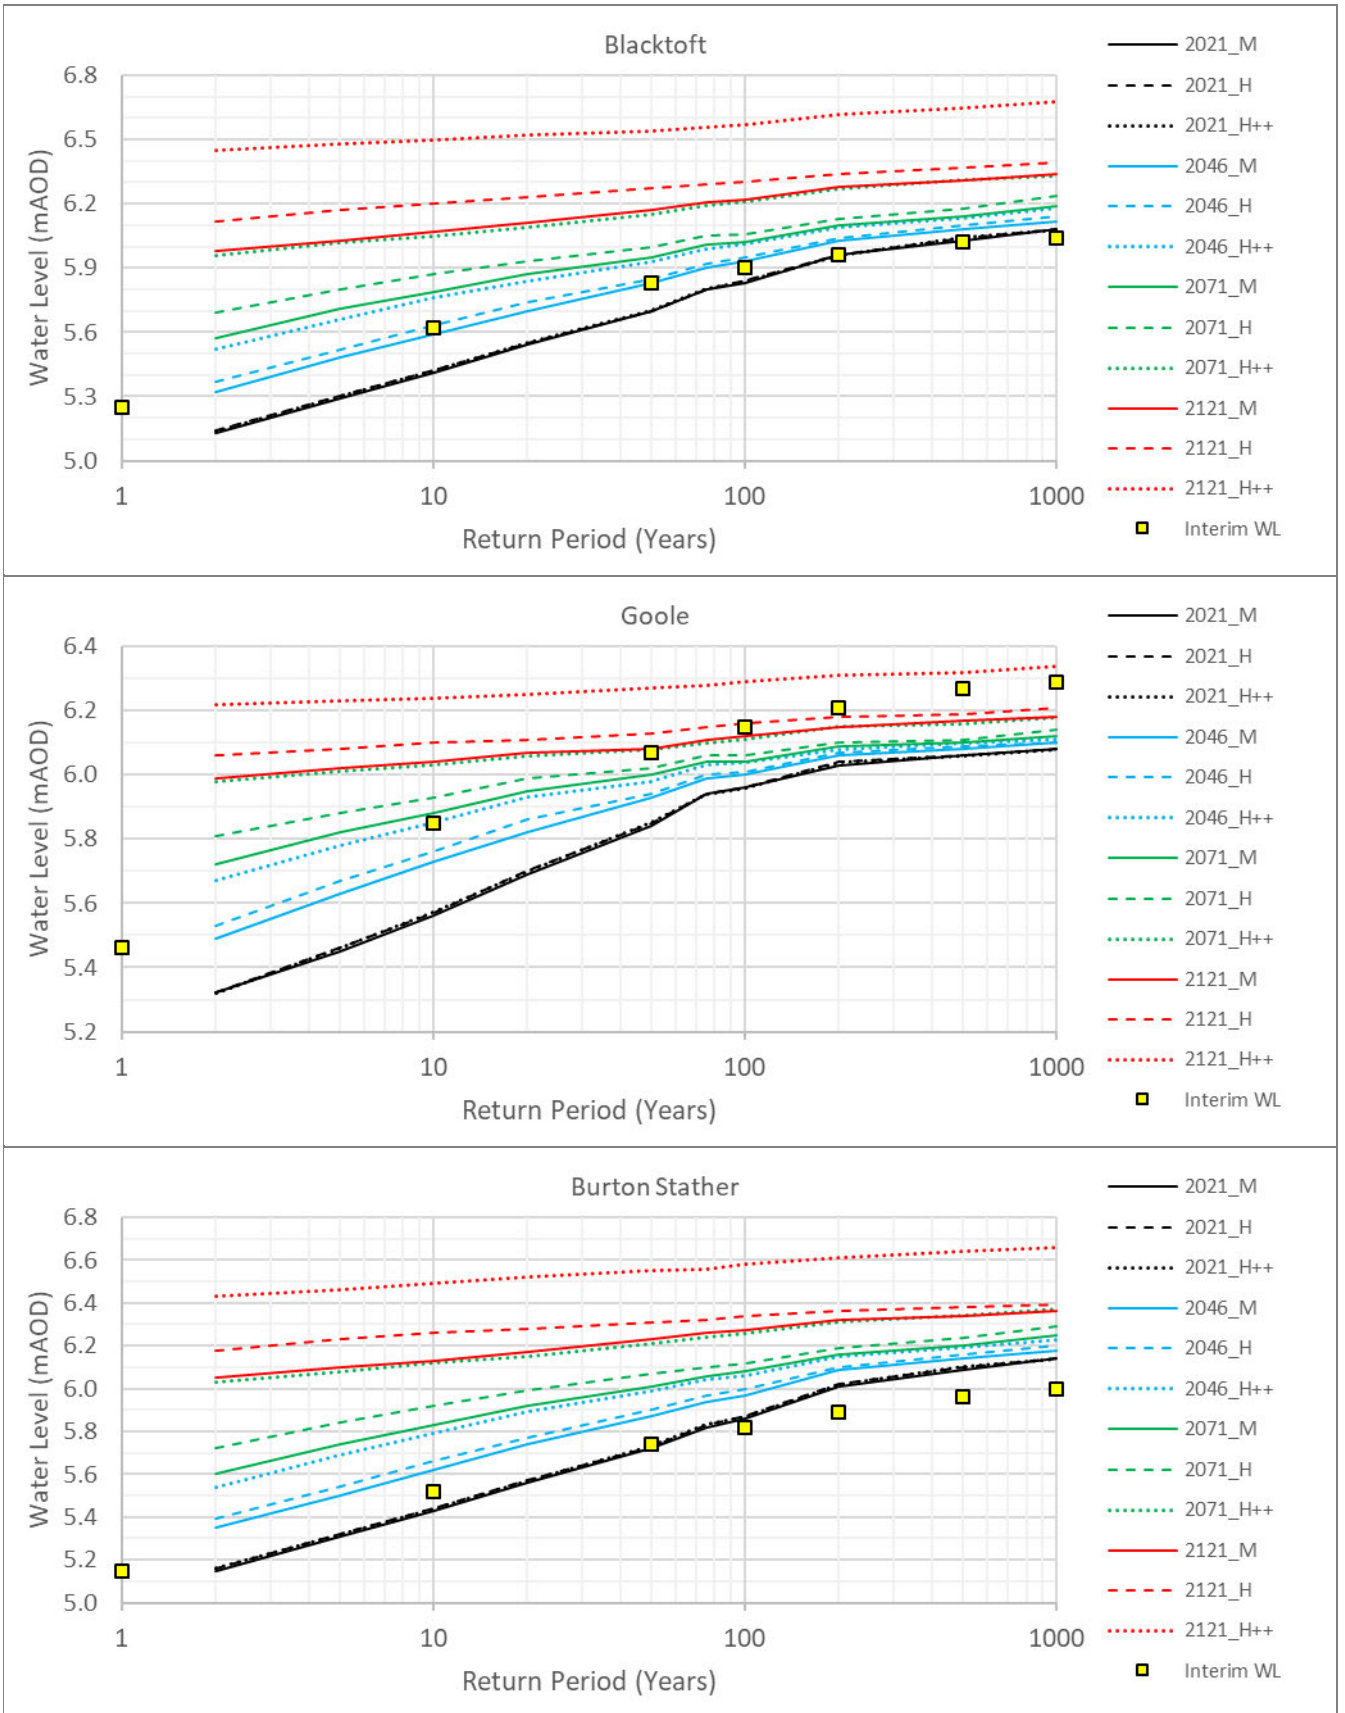 Blacktoft
Water Level (mAOD)
6.8
6.5
6.2
5.9
5.6
5.3
5.0
1 10 100 1000
Return Period (Years)
2021_M
2021_H
2021_H++
2046_M
2046_H
2046_H++
2071_M
2071_H
2071_H++
2121_M
2121_H
2121_H++
Interim WL
Goole
Water Level (mAOD)
6.4
6.2
6.0
5.8
5.6
5.4
5.2
1 10 100 1000
Return Period (Years)
2021_M
2021_H
2021_H++
2046_M
2046_H
2046_H++
2071_M
2071_H
2071_H++
2121_M
2121_H
2121_H++
Interim WL
Burton Stather
Water Level (mAOD)
6.8
6.6
6.4
6.2
6.0
5.8
5.6
5.4
5.2
5.0
1 10 100 1000
Return Period (Years)
2021_M
2021_H
2021_H++
2046_M
2046_H
2046_H++
2071_M
2071_H
2071_H++
2121_M
2121_H
2121_H++
Interim WL